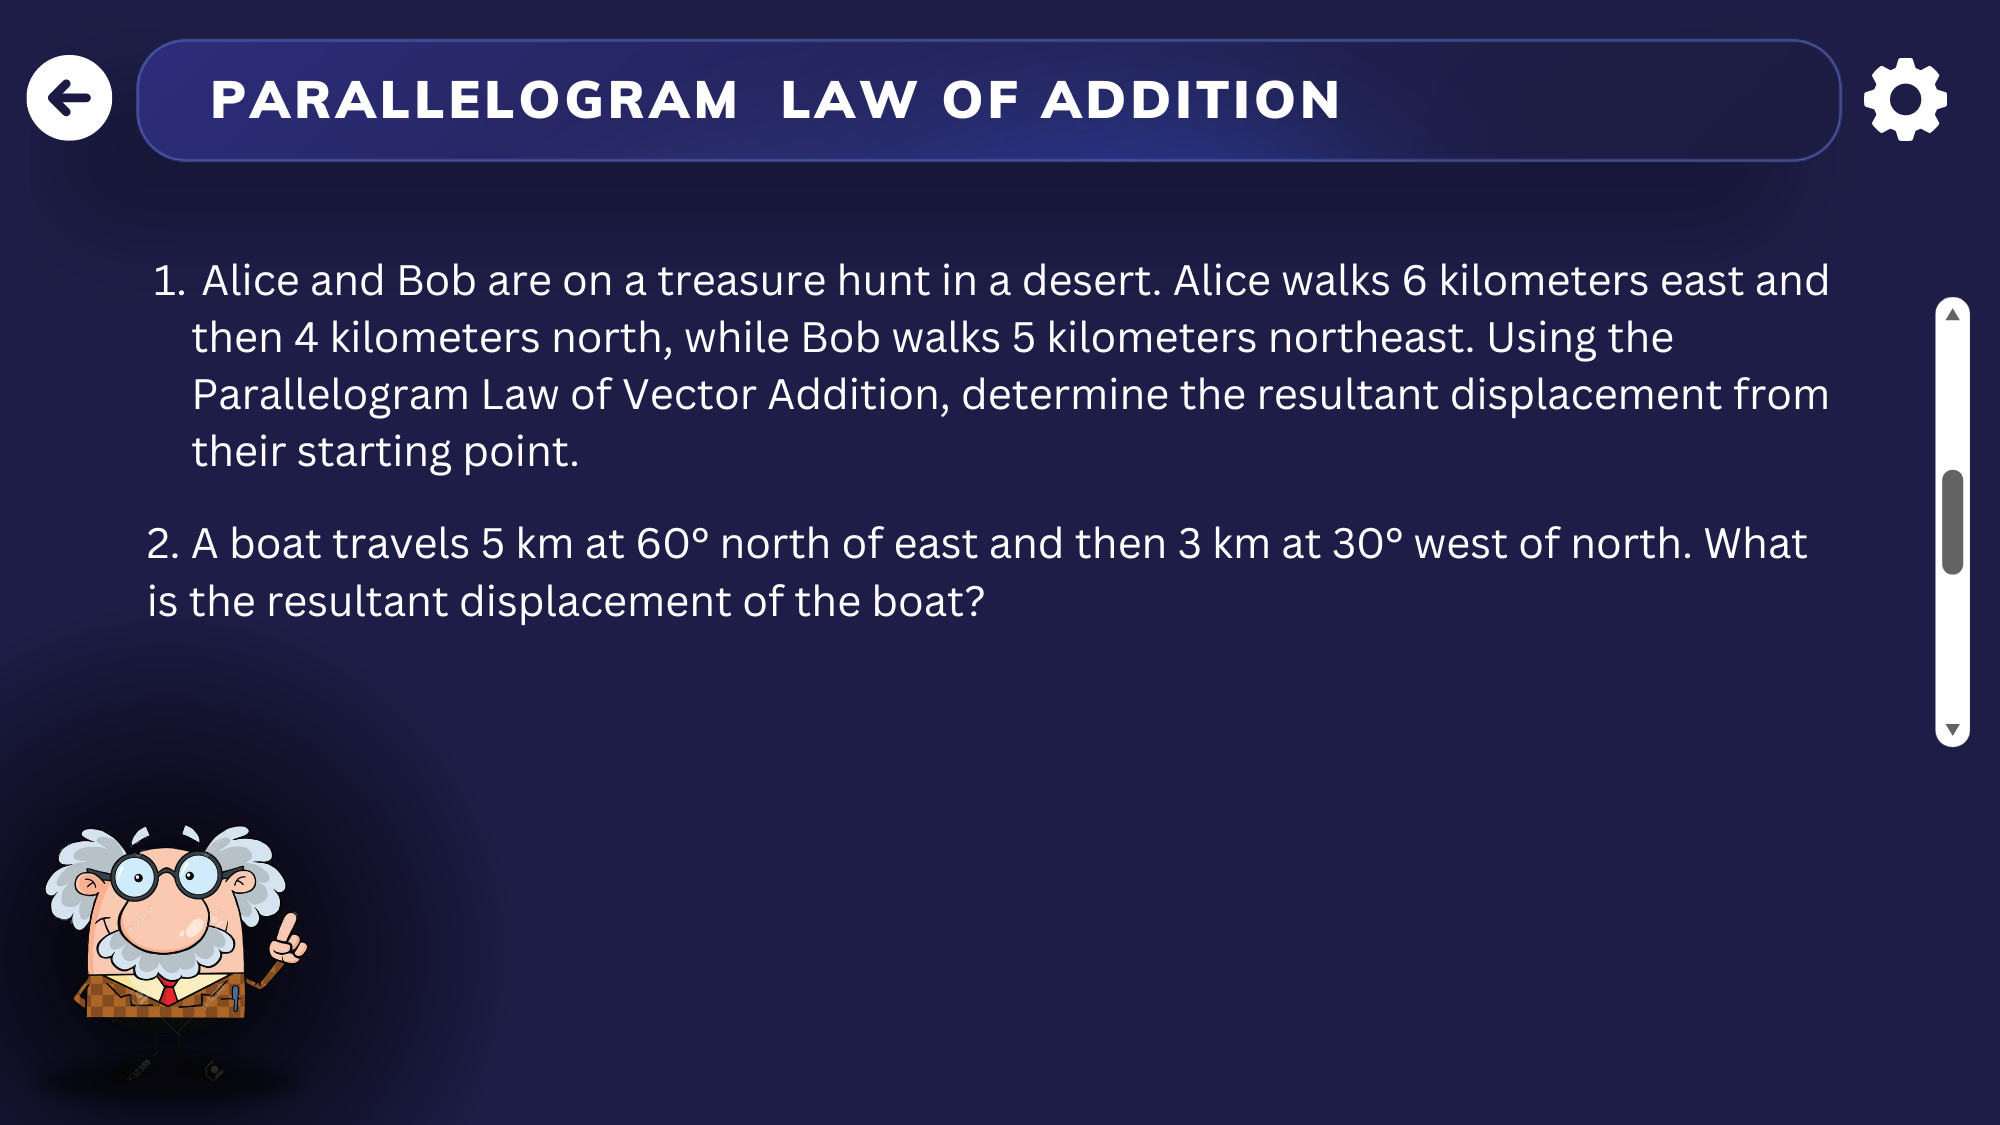 PARALLELOGRAM LAW OF ADDITION
1. Alice and Bob are on a treasure hunt in a desert. Alice walks 6 kilometers east and
then 4 kilometers north, while Bob walks 5 kilometers northeast. Using the
Parallelogram Law of Vector Addition, determine the resultant displacement from
their starting point.
2. A boat travels 5 km at 60° north of east and then 3 km at 30° west of north. What
is the resultant displacement of the boat?